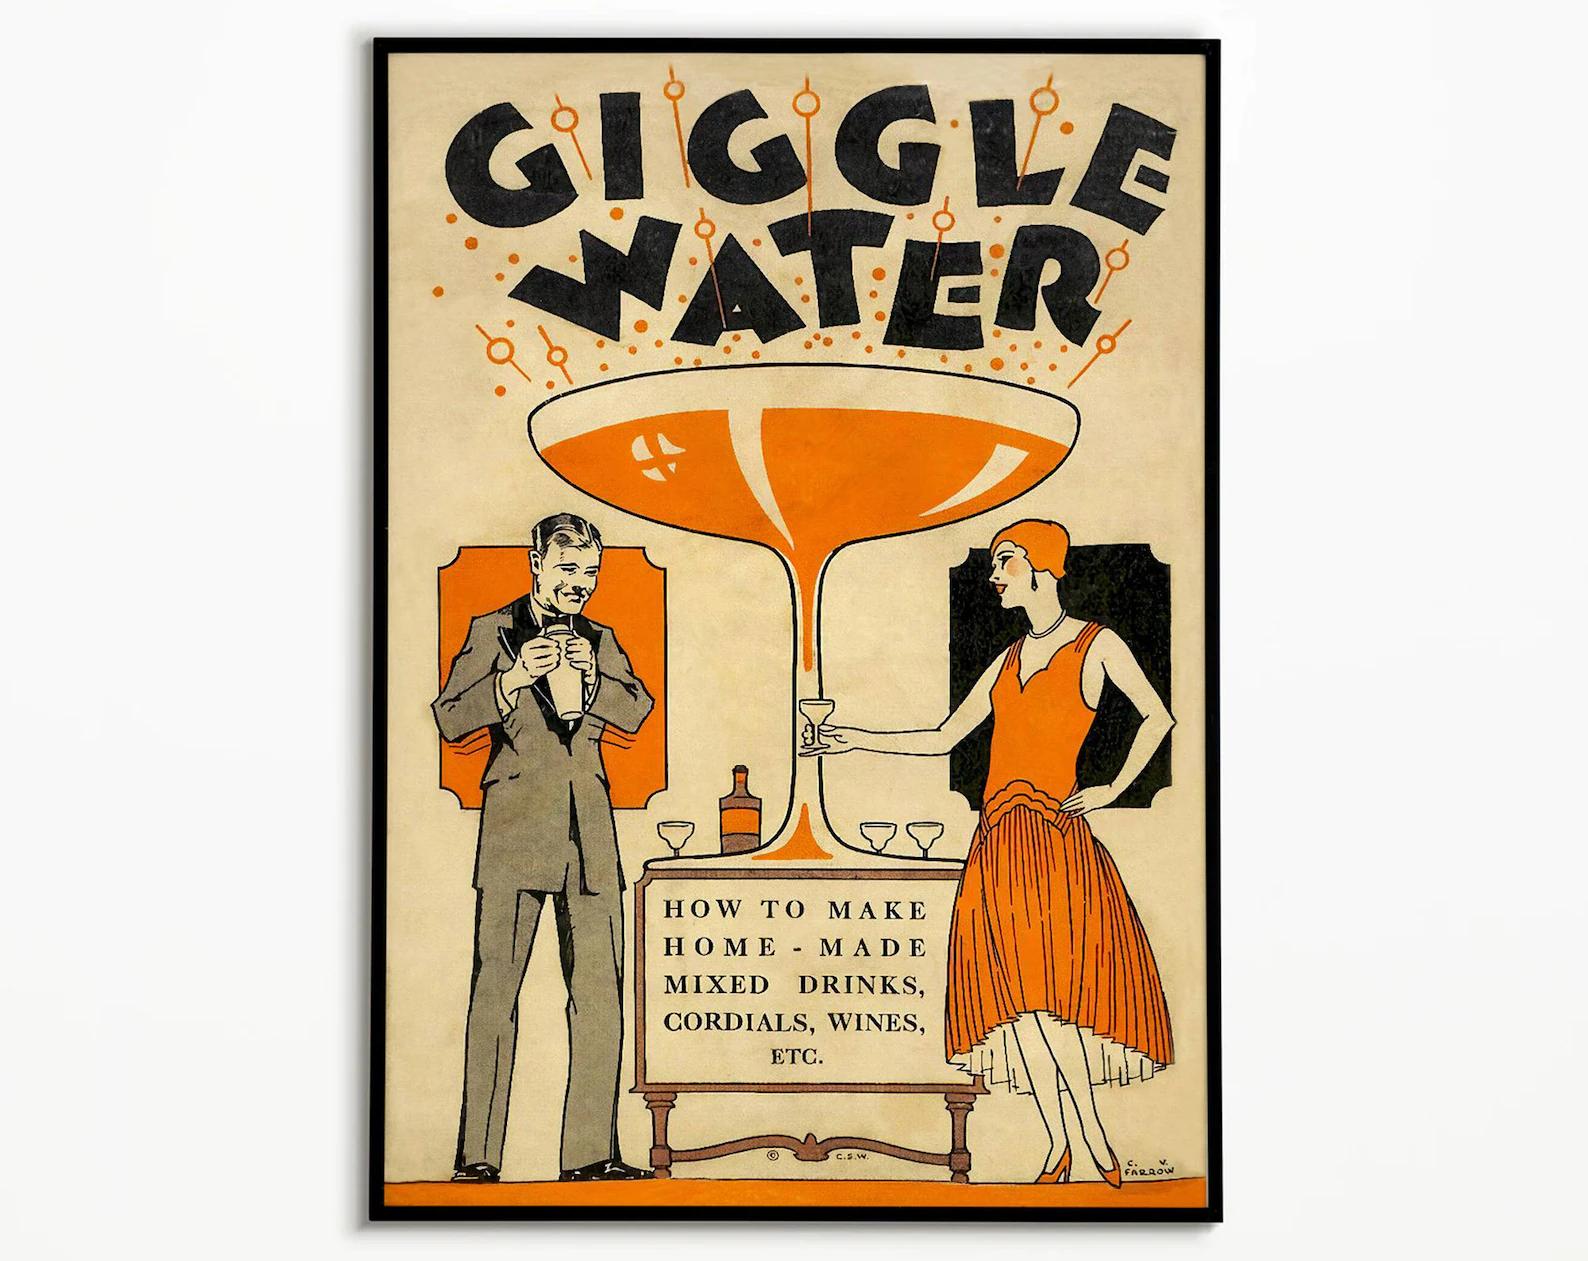 GIGGLE
WATER
HOW TO MAKE
HOME - MADE
MIXED DRINKS,
CORDIALS, WINES,
ETC.
© C.S.W.
C. V.
FARROW